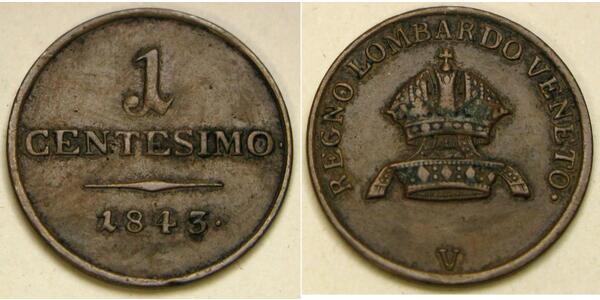 1
CENTESIMO.
1843.
REGNO LOMBARDO VENETO.
V